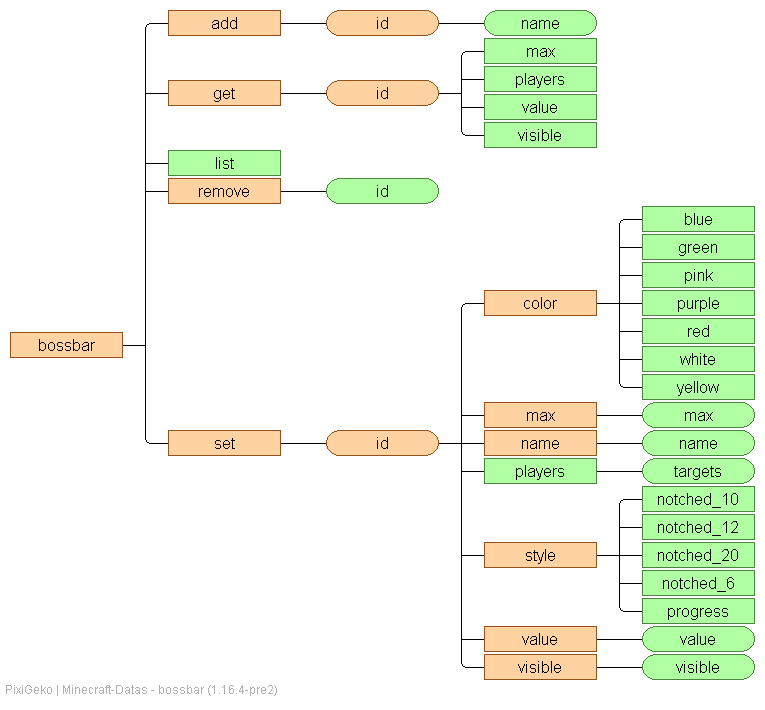 add id name
max
players
get id value
visible
list
remove id
blue
green
pink
color purple
red
white
yellow
bossbar
set id max max
name name
players targets
notched_10
notched_12
style notched_20
notched_6
progress
value value
visible visible
PixiGeko | Minecraft-Datas - bossbar (1.16.4-pre2)